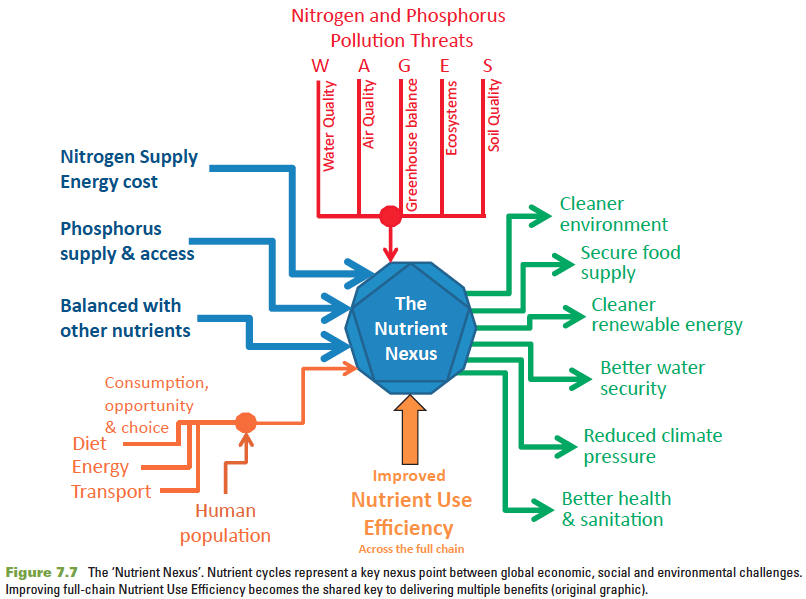 Nitrogen and Phosphorus
Pollution Threats
W A G E S
Water Quality
Air Quality
Greenhouse balance
Ecosystems
Soil Quality
Nitrogen Supply
Energy cost
Phosphorus
supply & access
Balanced with
other nutrients
Consumption,
opportunity
& choice
Diet
Energy
Transport
Human
population
The
Nutrient
Nexus
Improved
Nutrient Use
Efficiency
Across the full chain
Cleaner
environment
Secure food
supply
Cleaner
renewable energy
Better water
security
Reduced climate
pressure
Better health
& sanitation
Figure 7.7 The ‘Nutrient Nexus’. Nutrient cycles represent a key nexus point between global economic, social and environmental challenges.
Improving full-chain Nutrient Use Efficiency becomes the shared key to delivering multiple benefits (original graphic).